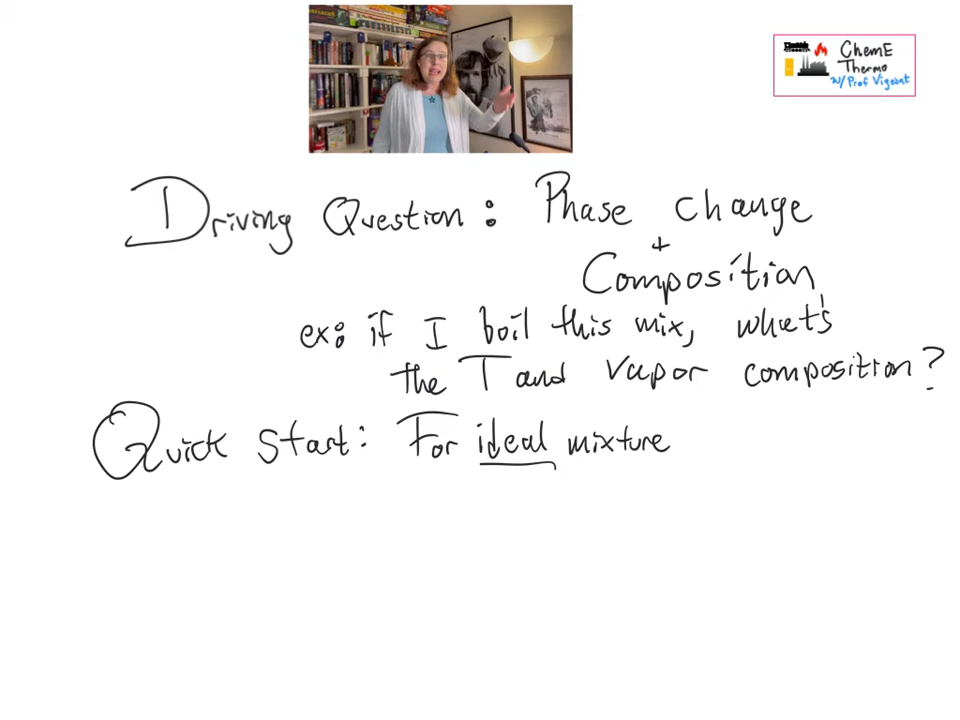 ChemE
Thermo
w/ Prof Vigeant
Driving Question: Phase change
+
Composition
ex: if I boil this mix, what's
the T and vapor composition?
Quick start: For ideal mixture